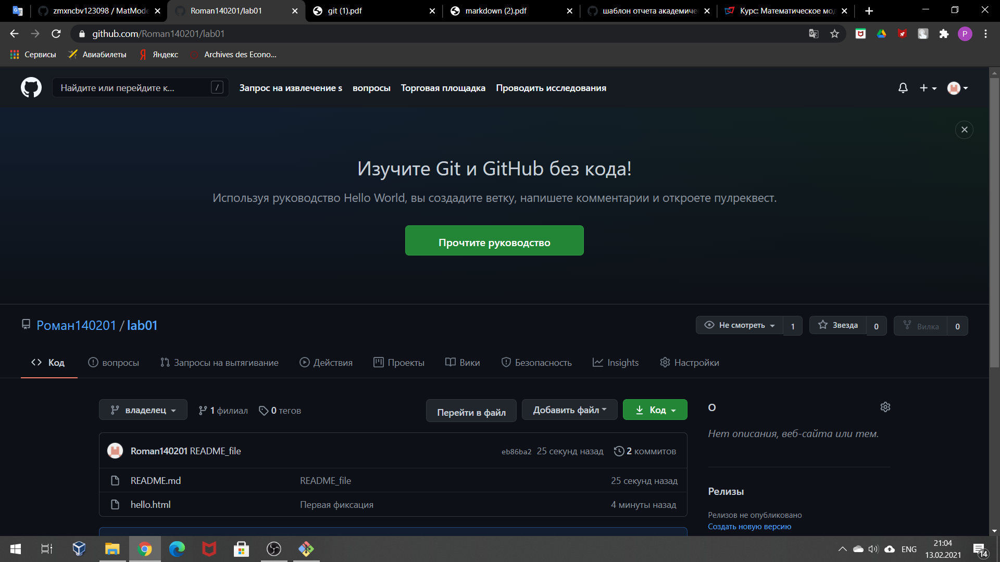 zmxncbv123098 / MatMode
Roman140201/lab01
git (1).pdf
markdown (2).pdf
шаблон отчета академичес
Курс: Математическое мод
github.com/Roman140201/lab01
P
Сервисы
Авиабилеты
Яндекс
Archives des Econo...
Найдите или перейдите к...
/
Запрос на извлечение s
вопросы
Торговая площадка
Проводить исследования
Изучите Git и GitHub без кода!
Используя руководство Hello World, вы создадите ветку, напишете комментарии и откроете пулреквест.
Прочтите руководство
Роман140201 / lab01
Не смотреть
1
Звезда
0
Вилка
0
Код
вопросы
Запросы на вытягивание
Действия
Проекты
Вики
Безопасность
Insights
Настройки
владелец
1 филиал
0 тегов
Перейти в файл
Добавить файл
Код
О
Нет описания, веб-сайта или тем.
Roman140201 README_file
eb86ba2 25 секунд назад
2 коммитов
README.md
README_file
25 секунд назад
hello.html
Первая фиксация
4 минуты назад
Релизы
Релизов не опубликовано
Создать новую версию
ENG
21:04
13.02.2021
14